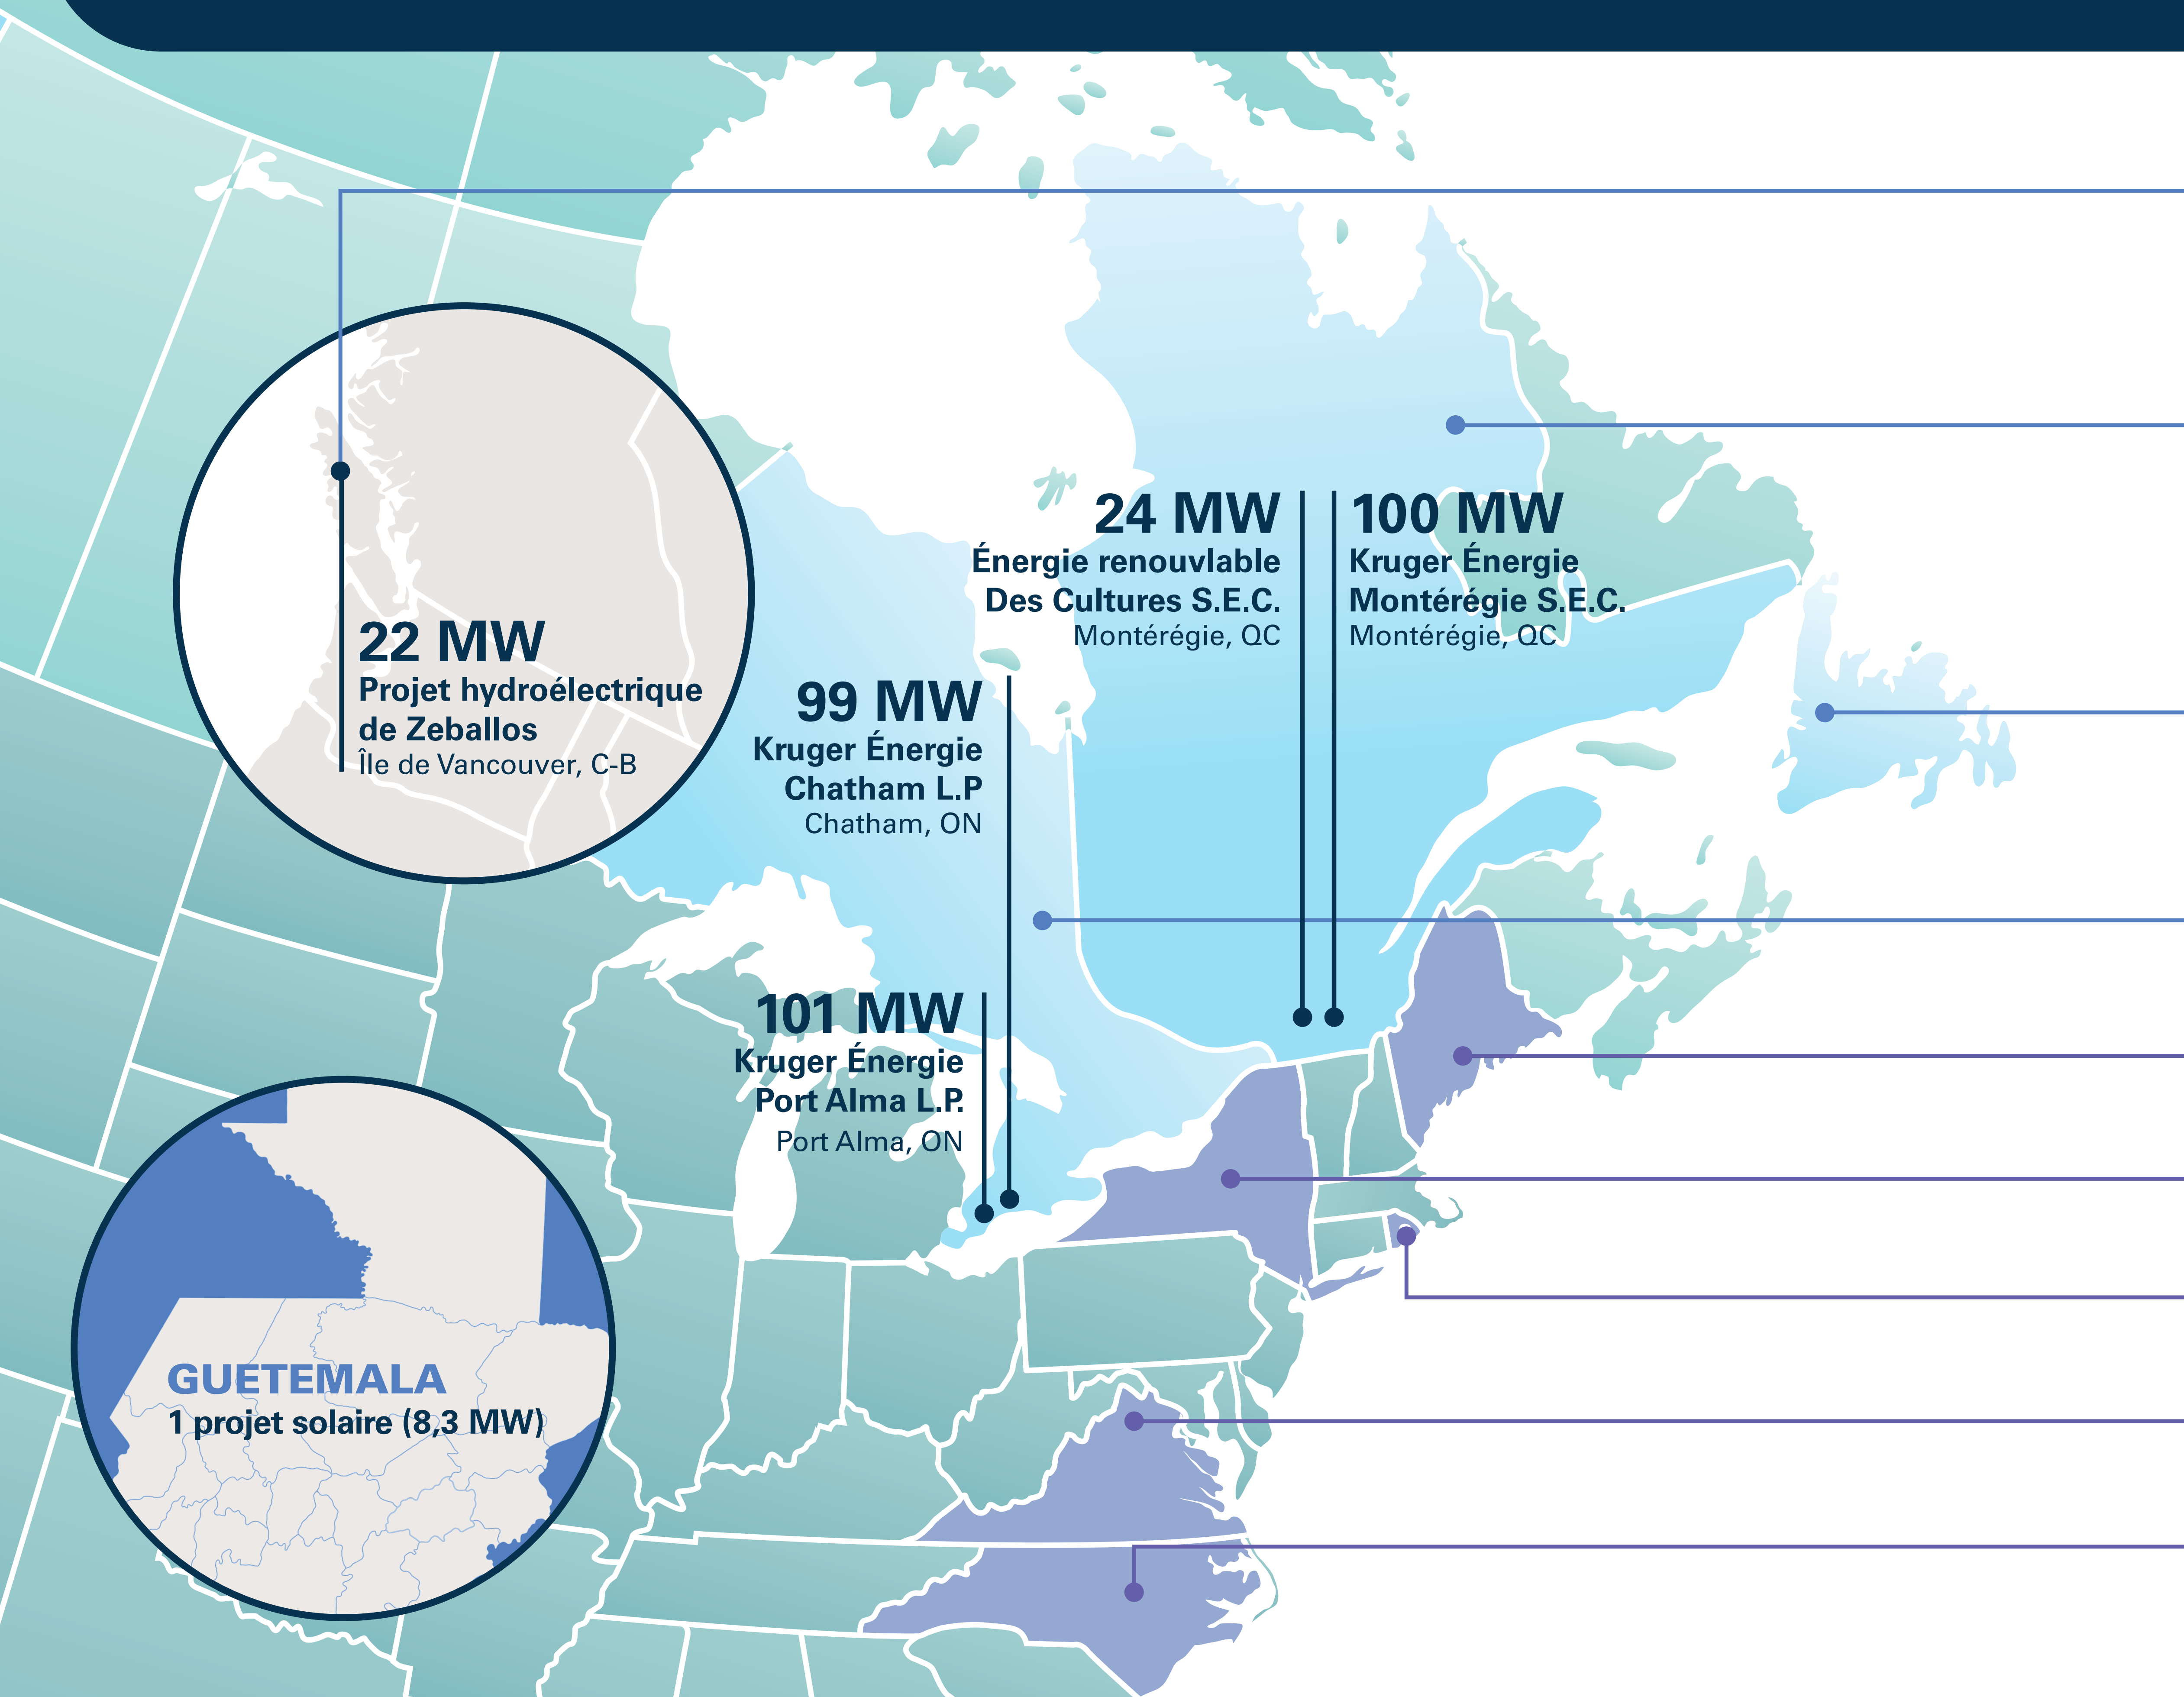 24 MW
Énergie renouvlable
Des Cultures S.E.C.
Montérégie, QC
100 MW
Kruger Énergie
Montérégie S.E.C.
Montérégie, QC
22 MW
Projet hydroélectrique
de Zeballos
Île de Vancouver, C-B
99 MW
Kruger Énergie
Chatham L.P
Chatham, ON
101 MW
Kruger Énergie
Port Alma L.P.
Port Alma, ON
GUETEMALA
1 projet solaire (8,3 MW)